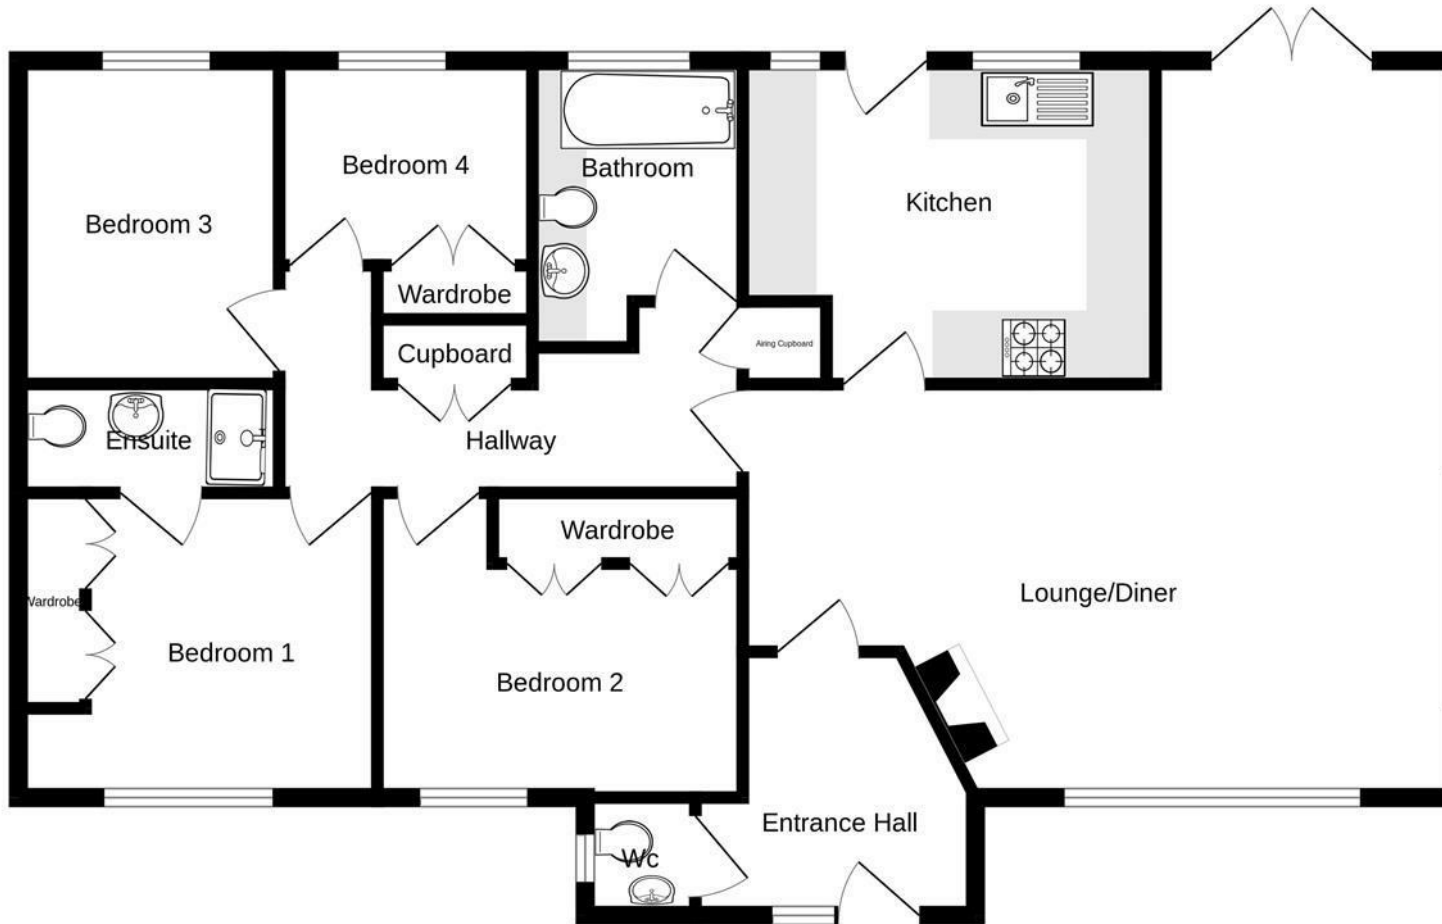 Bedroom 3
Bedroom 4
Bathroom
Kitchen
Wardrobe
Cupboard
Airing Cupboard
Ensuite
Hallway
Wardrobe
Wardrobe
Bedroom 1
Bedroom 2
Lounge/Diner
Entrance Hall
Wc